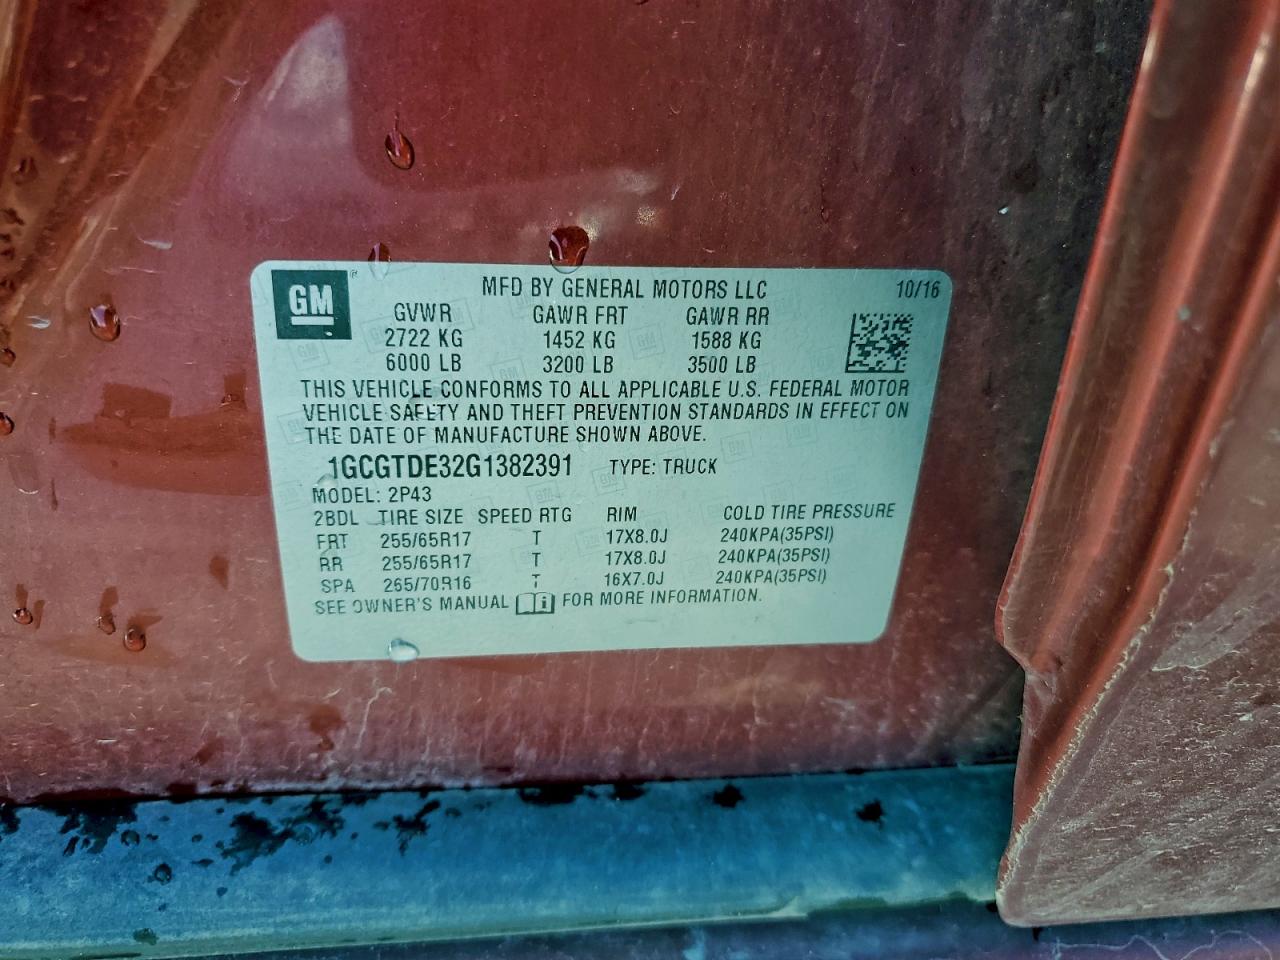 GM
MFD BY GENERAL MOTORS LLC 10/16
GVWR GAWR FRT GAWR RR
2722 KG 1452 KG 1588 KG
6000 LB 3200 LB 3500 LB
THIS VEHICLE CONFORMS TO ALL APPLICABLE U.S. FEDERAL MOTOR
VEHICLE SAFETY AND THEFT PREVENTION STANDARDS IN EFFECT ON
THE DATE OF MANUFACTURE SHOWN ABOVE.
1GCGTDE32G1382391 TYPE: TRUCK
MODEL: 2P43
2BDL TIRE SIZE SPEED RTG RIM COLD TIRE PRESSURE
FRT 255/65R17 T 17X8.0J 240KPA(35PSI)
RR 255/65R17 T 17X8.0J 240KPA(35PSI)
SPA 265/70R16 T 16X7.0J 240KPA(35PSI)
SEE OWNER'S MANUAL FOR MORE INFORMATION.